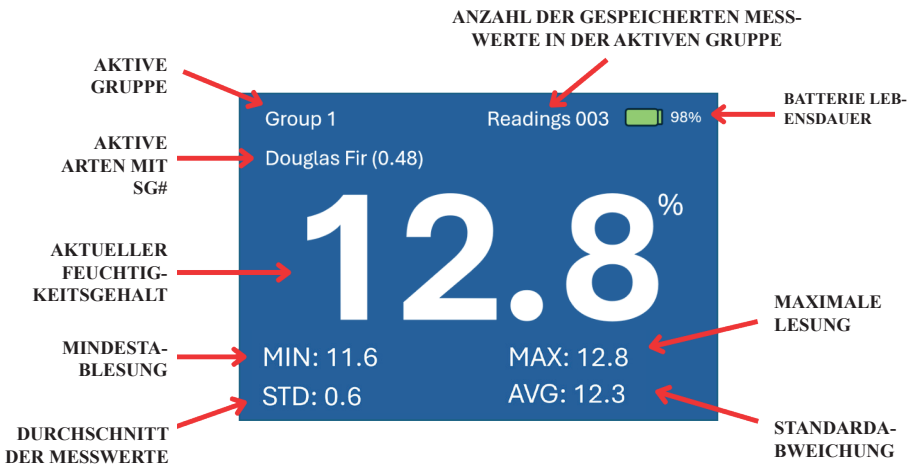 ANZAHL DER GESPEICHERTEN MESS-
WERTE IN DER AKTIVEN GRUPPE
AKTIVE
GRUPPE
BATTERIE LEB-
ENSDAUER
Group 1
Readings 003
98%
AKTIVE
ARTEN MIT
SG#
Douglas Fir (0.48)
12.8
%
AKTUELLER
FEUCHTIG-
KEITSGEHALT
MAXIMALE
LESUNG
MINDESTA-
BLESUNG
MIN: 11.6
MAX: 12.8
STD: 0.6
AVG: 12.3
DURCHSCHNITT
DER MESSWERTE
STANDARDA-
BWEICHUNG